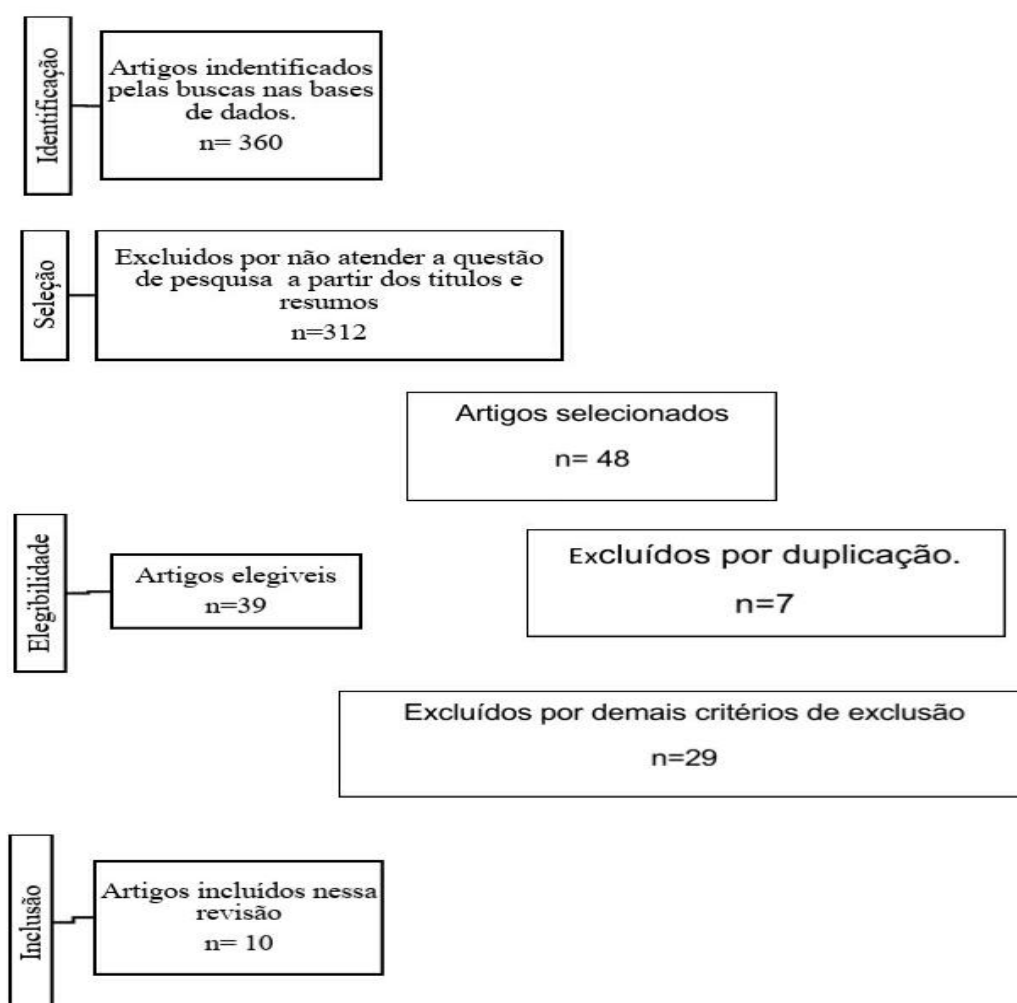 Identificação
Artigos indentificados
pelas buscas nas bases
de dados.
n= 360
Seleção
Excluidos por não atender a questão
de pesquisa a partir dos titulos e
resumos
n=312
Artigos selecionados
n= 48
Elegibilidade
Artigos elegiveis
n=39
Excluídos por duplicação.
n=7
Excluídos por demais critérios de exclusão
n=29
Inclusão
Artigos incluídos nessa
revisão
n= 10